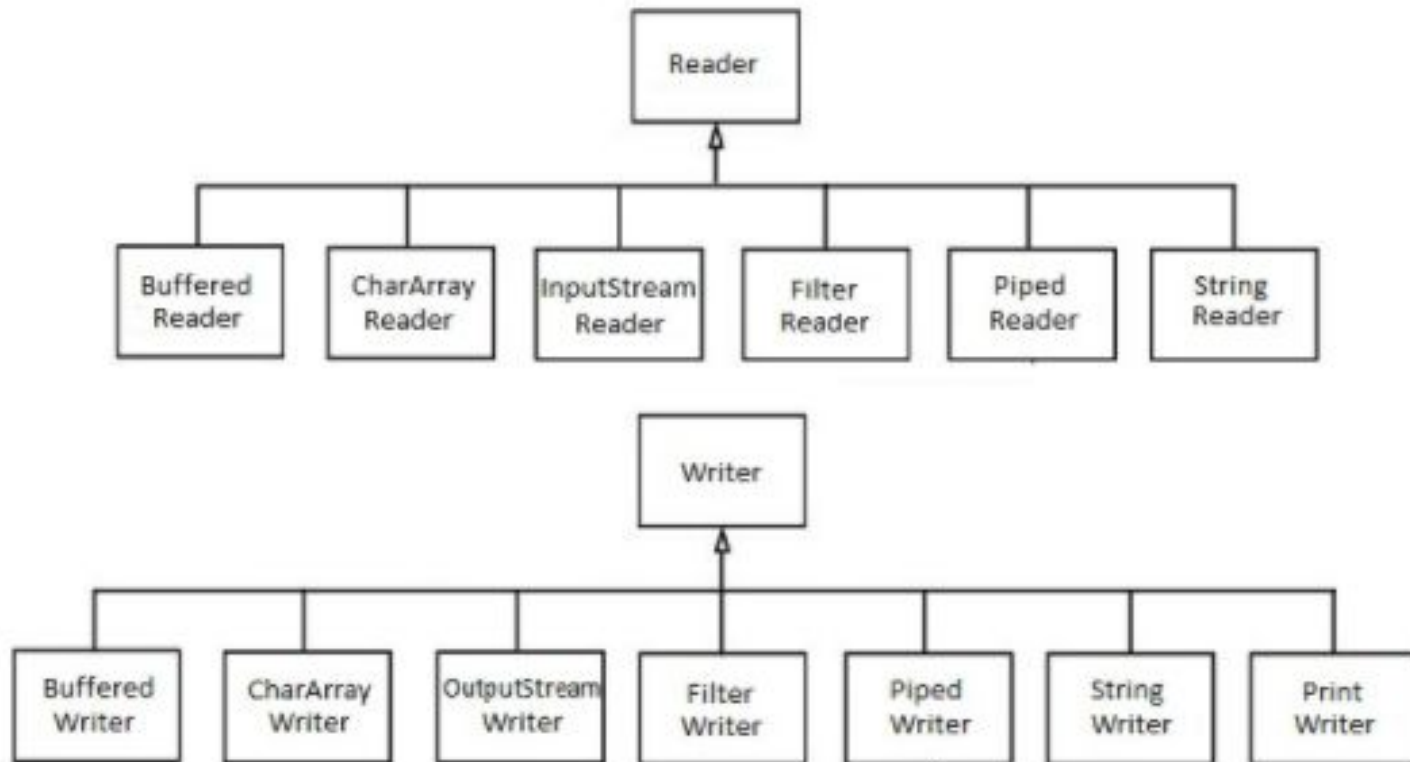 Reader
Buffered
Reader
CharArray
Reader
InputStream
Reader
Filter
Reader
Piped
Reader
String
Reader
Writer
Buffered
Writer
CharArray
Writer
OutputStream
Writer
Filter
Writer
Piped
Writer
String
Writer
Print
Writer